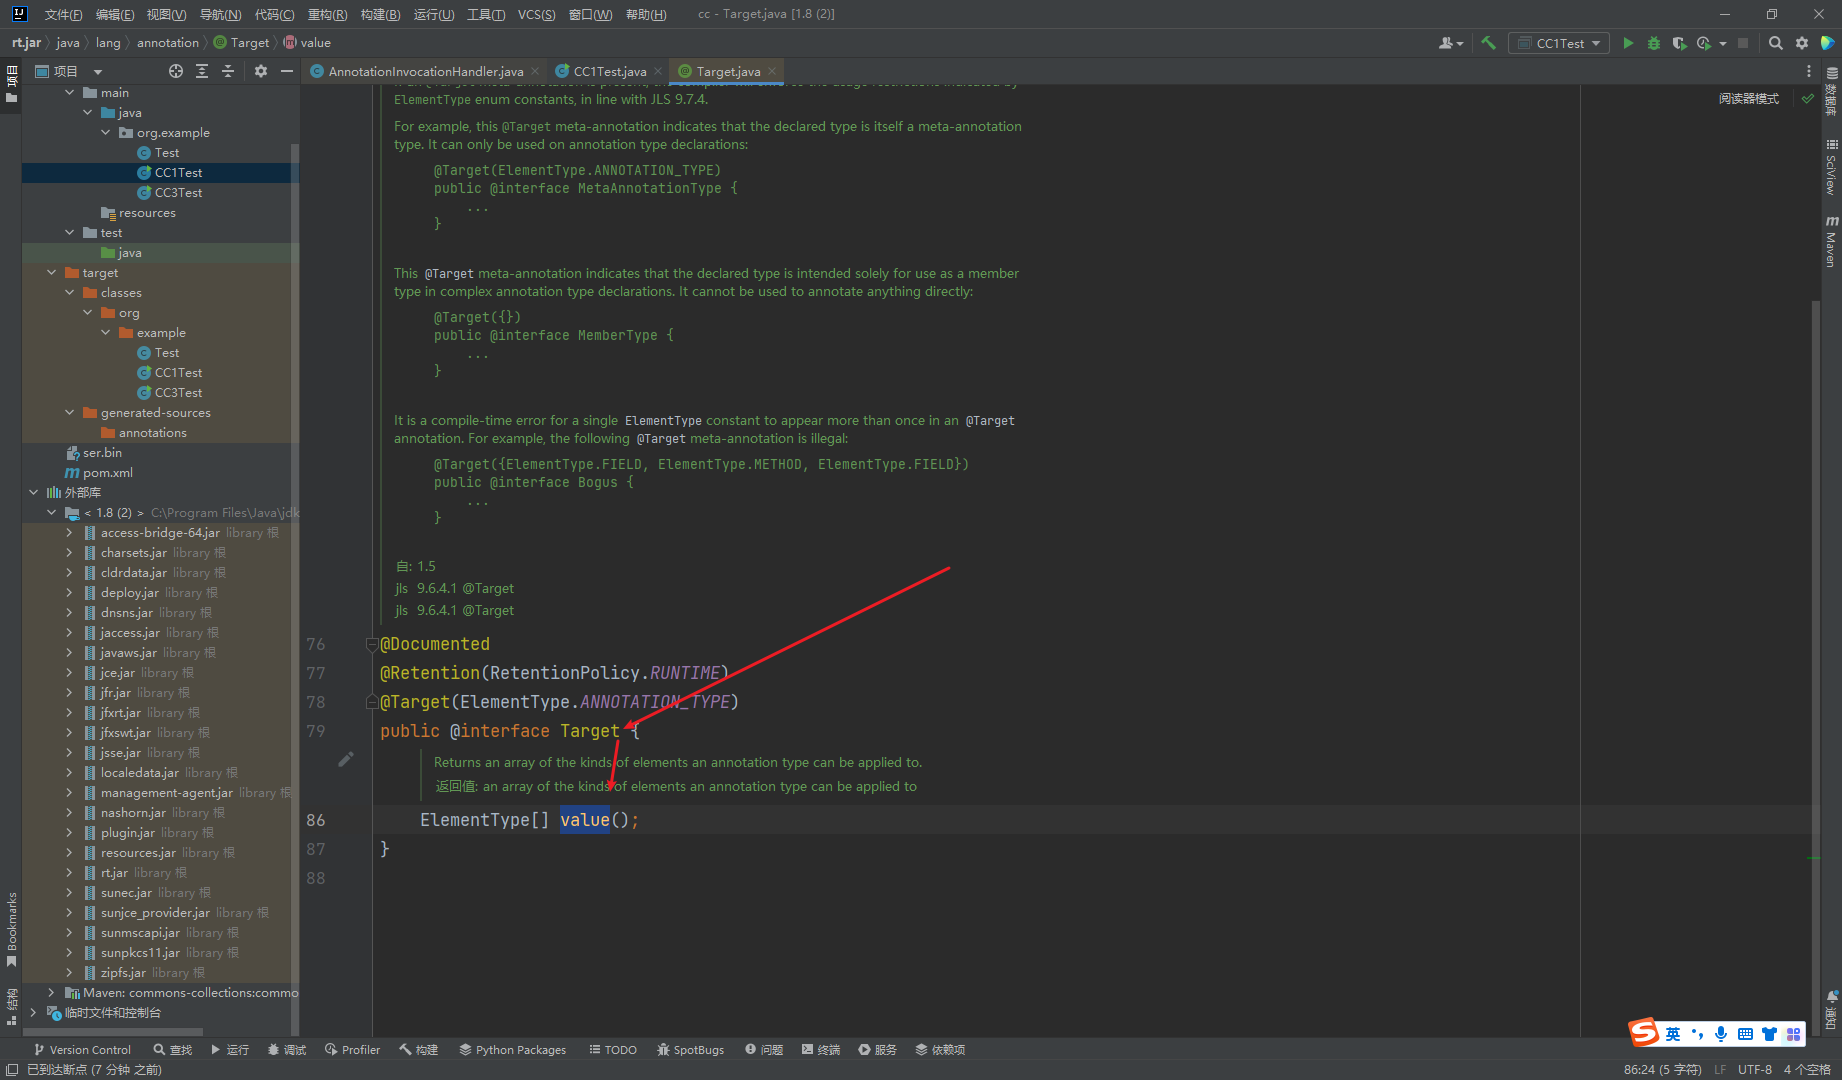 文件(F) 编辑(E) 视图(V) 导航(N) 代码(C) 重构(R) 构建(B) 运行(U) 工具(T) VCS(S) 窗口(W) 帮助(H) cc - Target.java [1.8 (2)]
rt.jar java lang annotation Target value
CC1Test
项目
AnnotationInvocationHandler.java CC1Test.java Target.java
阅读器模式
main
java
org.example
Test
CC1Test
CC3Test
resources
test
java
target
classes
org
example
Test
CC1Test
CC3Test
generated-sources
annotations
ser.bin
pom.xml
外部库
< 1.8 (2) > C:\Program Files\Java\jdk
access-bridge-64.jar library 根
charsets.jar library 根
cldrdata.jar library 根
deploy.jar library 根
dnsns.jar library 根
jaccess.jar library 根
javaws.jar library 根
jce.jar library 根
jfr.jar library 根
jfxrt.jar library 根
jfxswt.jar library 根
jsse.jar library 根
localedata.jar library 根
management-agent.jar library 根
nashorn.jar library 根
plugin.jar library 根
resources.jar library 根
rt.jar library 根
sunec.jar library 根
sunjce_provider.jar library 根
sunmscapi.jar library 根
sunpkcs11.jar library 根
zipfs.jar library 根
Maven: commons-collections:commo
临时文件和控制台
ElementType enum constants, in line with JLS 9.7.4.
For example, this @Target meta-annotation indicates that the declared type is itself a meta-annotation
type. It can only be used on annotation type declarations:
@Target(ElementType.ANNOTATION_TYPE)
public @interface MetaAnnotationType {
...
}
This @Target meta-annotation indicates that the declared type is intended solely for use as a member
type in complex annotation type declarations. It cannot be used to annotate anything directly:
@Target({})
public @interface MemberType {
...
}
It is a compile-time error for a single ElementType constant to appear more than once in an @Target
annotation. For example, the following @Target meta-annotation is illegal:
@Target({ElementType.FIELD, ElementType.METHOD, ElementType.FIELD})
public @interface Bogus {
...
}
自: 1.5
jls 9.6.4.1 @Target
jls 9.6.4.1 @Target
76 @Documented
77 @Retention(RetentionPolicy.RUNTIME)
78 @Target(ElementType.ANNOTATION_TYPE)
79 public @interface Target {
Returns an array of the kinds of elements an annotation type can be applied to.
返回值: an array of the kinds of elements an annotation type can be applied to
86 ElementType[] value();
87 }
88
项目
Bookmarks
结构
数据库
SciView
Maven
通知
英
Version Control 查找 运行 调试 Profiler 构建 Python Packages TODO SpotBugs 问题 终端 服务 依赖项
已到达断点 (7 分钟 之前)
86:24 (5 字符) LF UTF-8 4 个空格